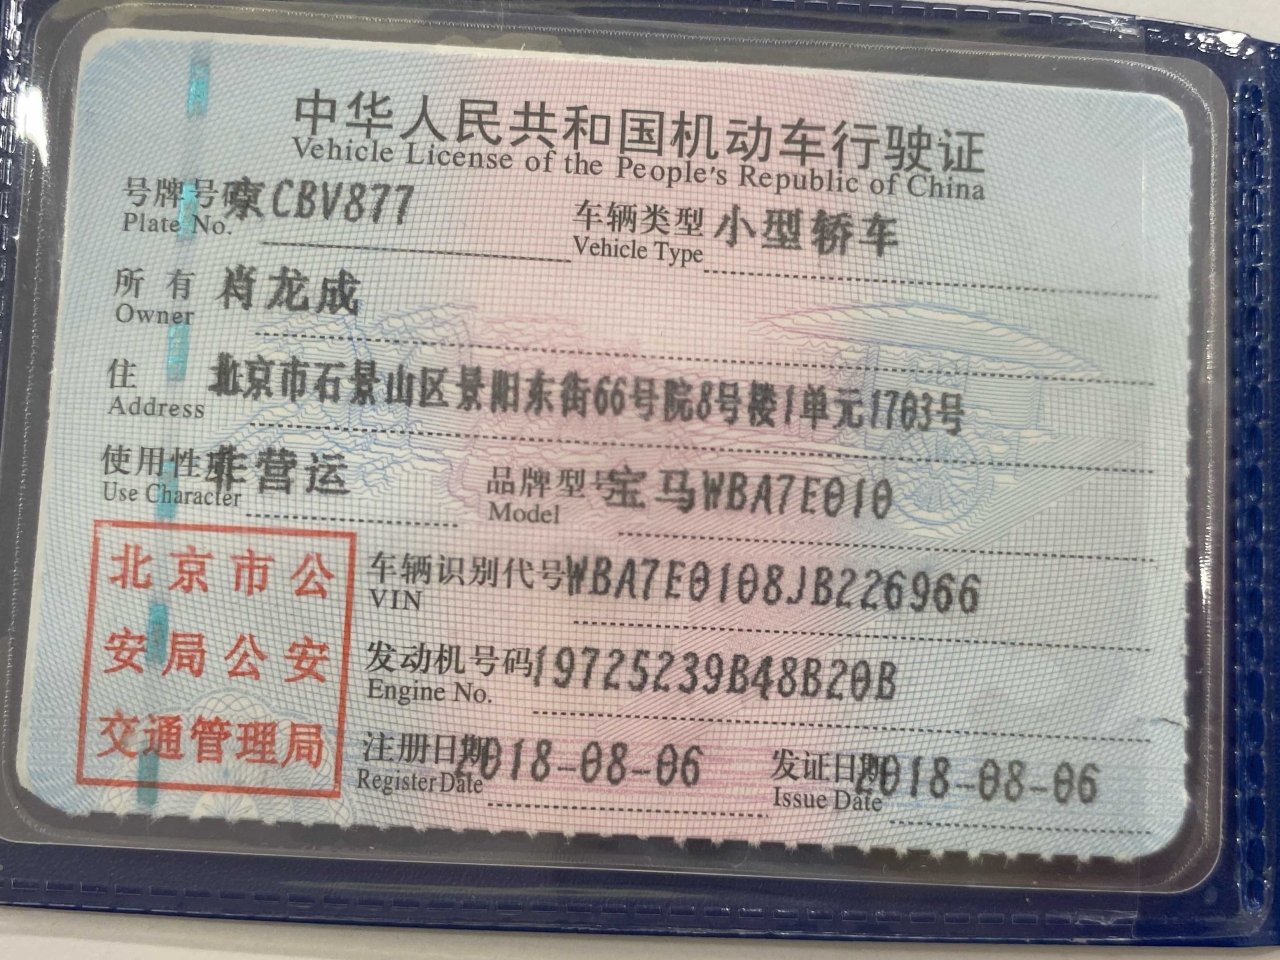 中华人民共和国机动车行驶证
Vehicle License of the People's Republic of China
号牌号码 京CBV877 车辆类型 小型轿车
Plate No. Vehicle Type
所有 肖龙成
Owner
住 北京市石景山区景阳东街66号院8号楼1单元1703号
Address
使用性质 非营运 品牌型号 宝马WBA7E010
Use Character Model
北京市公
安局公安
交通管理局
车辆识别代号 WBA7E0108JB226966
VIN
发动机号码 19725239B48B20B
Engine No.
注册日期 2018-08-06 发证日期 2018-08-06
Register Date Issue Date